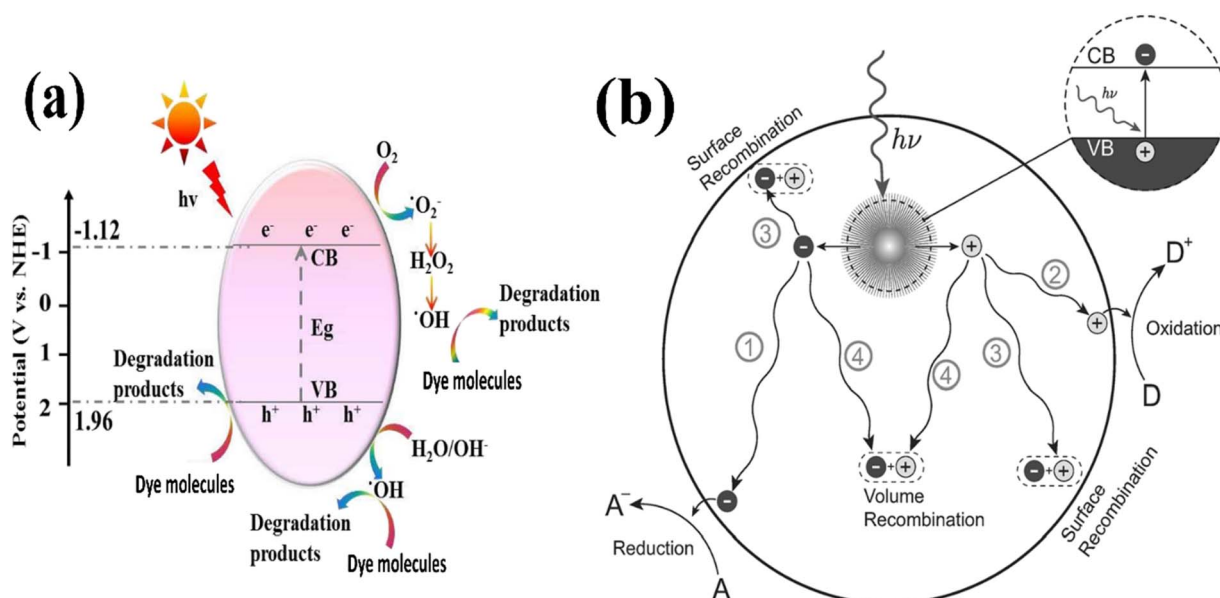 (a)
hv
Potential (V vs. NHE)
-1.12
-1
0
1
2
1.96
e⁻ e⁻ e⁻
CB
Eg
VB
h⁺ h⁺ h⁺
O₂
·O₂⁻
H₂O₂
·OH
Degradation
products
Dye molecules
Degradation
products
Dye molecules
H₂O/OH⁻
·OH
Degradation
products
Dye molecules
(b)
hν
CB
−
hν
VB
+
Surface
Recombination
− + +
③
−
+
②
+
D⁺
Oxidation
D
①
④
④
③
− + +
Volume
Recombination
− + +
Surface
Recombination
−
A⁻
Reduction
A